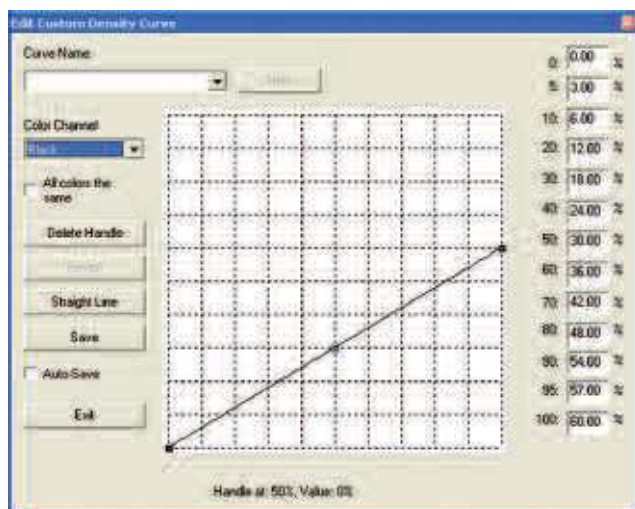 Edit Custom Density Curve
Curve Name
Color Channel
Black
All colors the
same
Delete Handle
Straight Line
Save
Auto-Save
Exit
0: 0.00 %
5: 3.00 %
10: 6.00 %
20: 12.00 %
30: 18.00 %
40: 24.00 %
50: 30.00 %
60: 36.00 %
70: 42.00 %
80: 48.00 %
90: 54.00 %
95: 57.00 %
100: 60.00 %
Handle at: 50%, Value: 0%